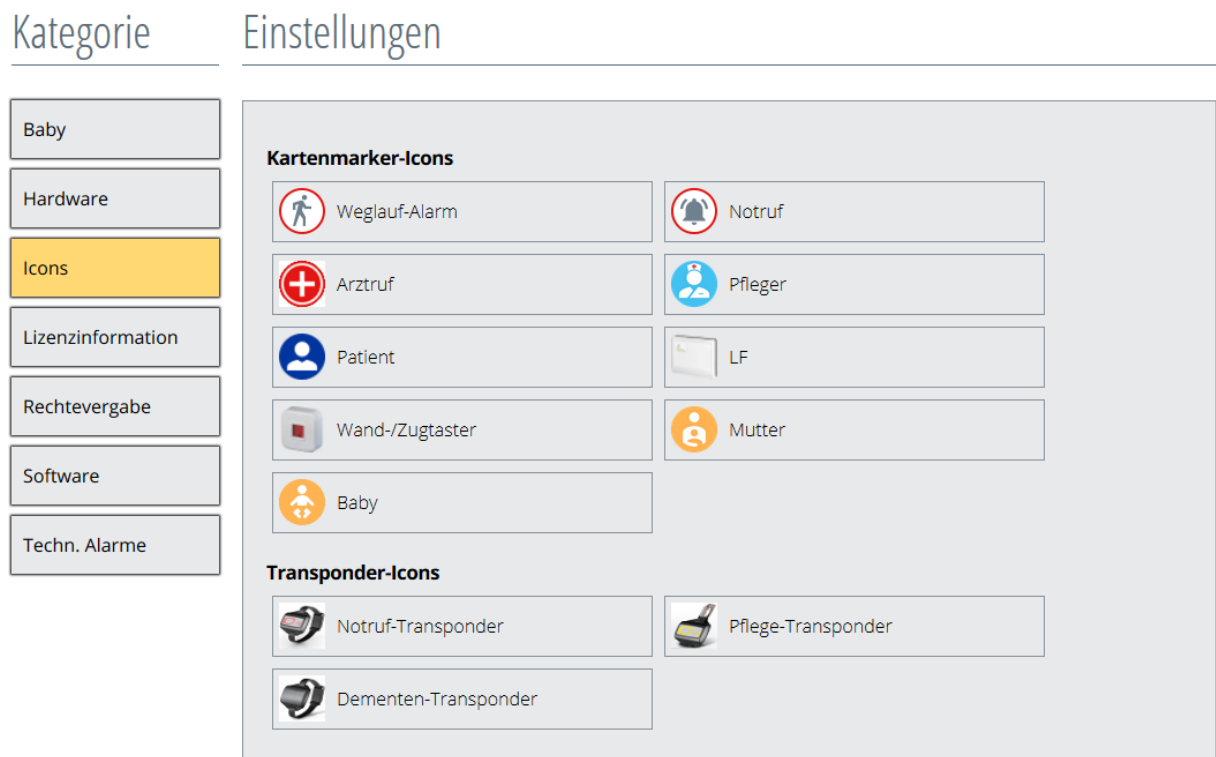 Kategorie
Einstellungen
Baby
Hardware
Icons
Lizenzinformation
Rechtevergabe
Software
Techn. Alarme
Kartenmarker-Icons
Weglauf-Alarm
Notruf
Arztruf
Pfleger
Patient
LF
Wand-/Zugtaster
Mutter
Baby
Transponder-Icons
Notruf-Transponder
Pflege-Transponder
Dementen-Transponder